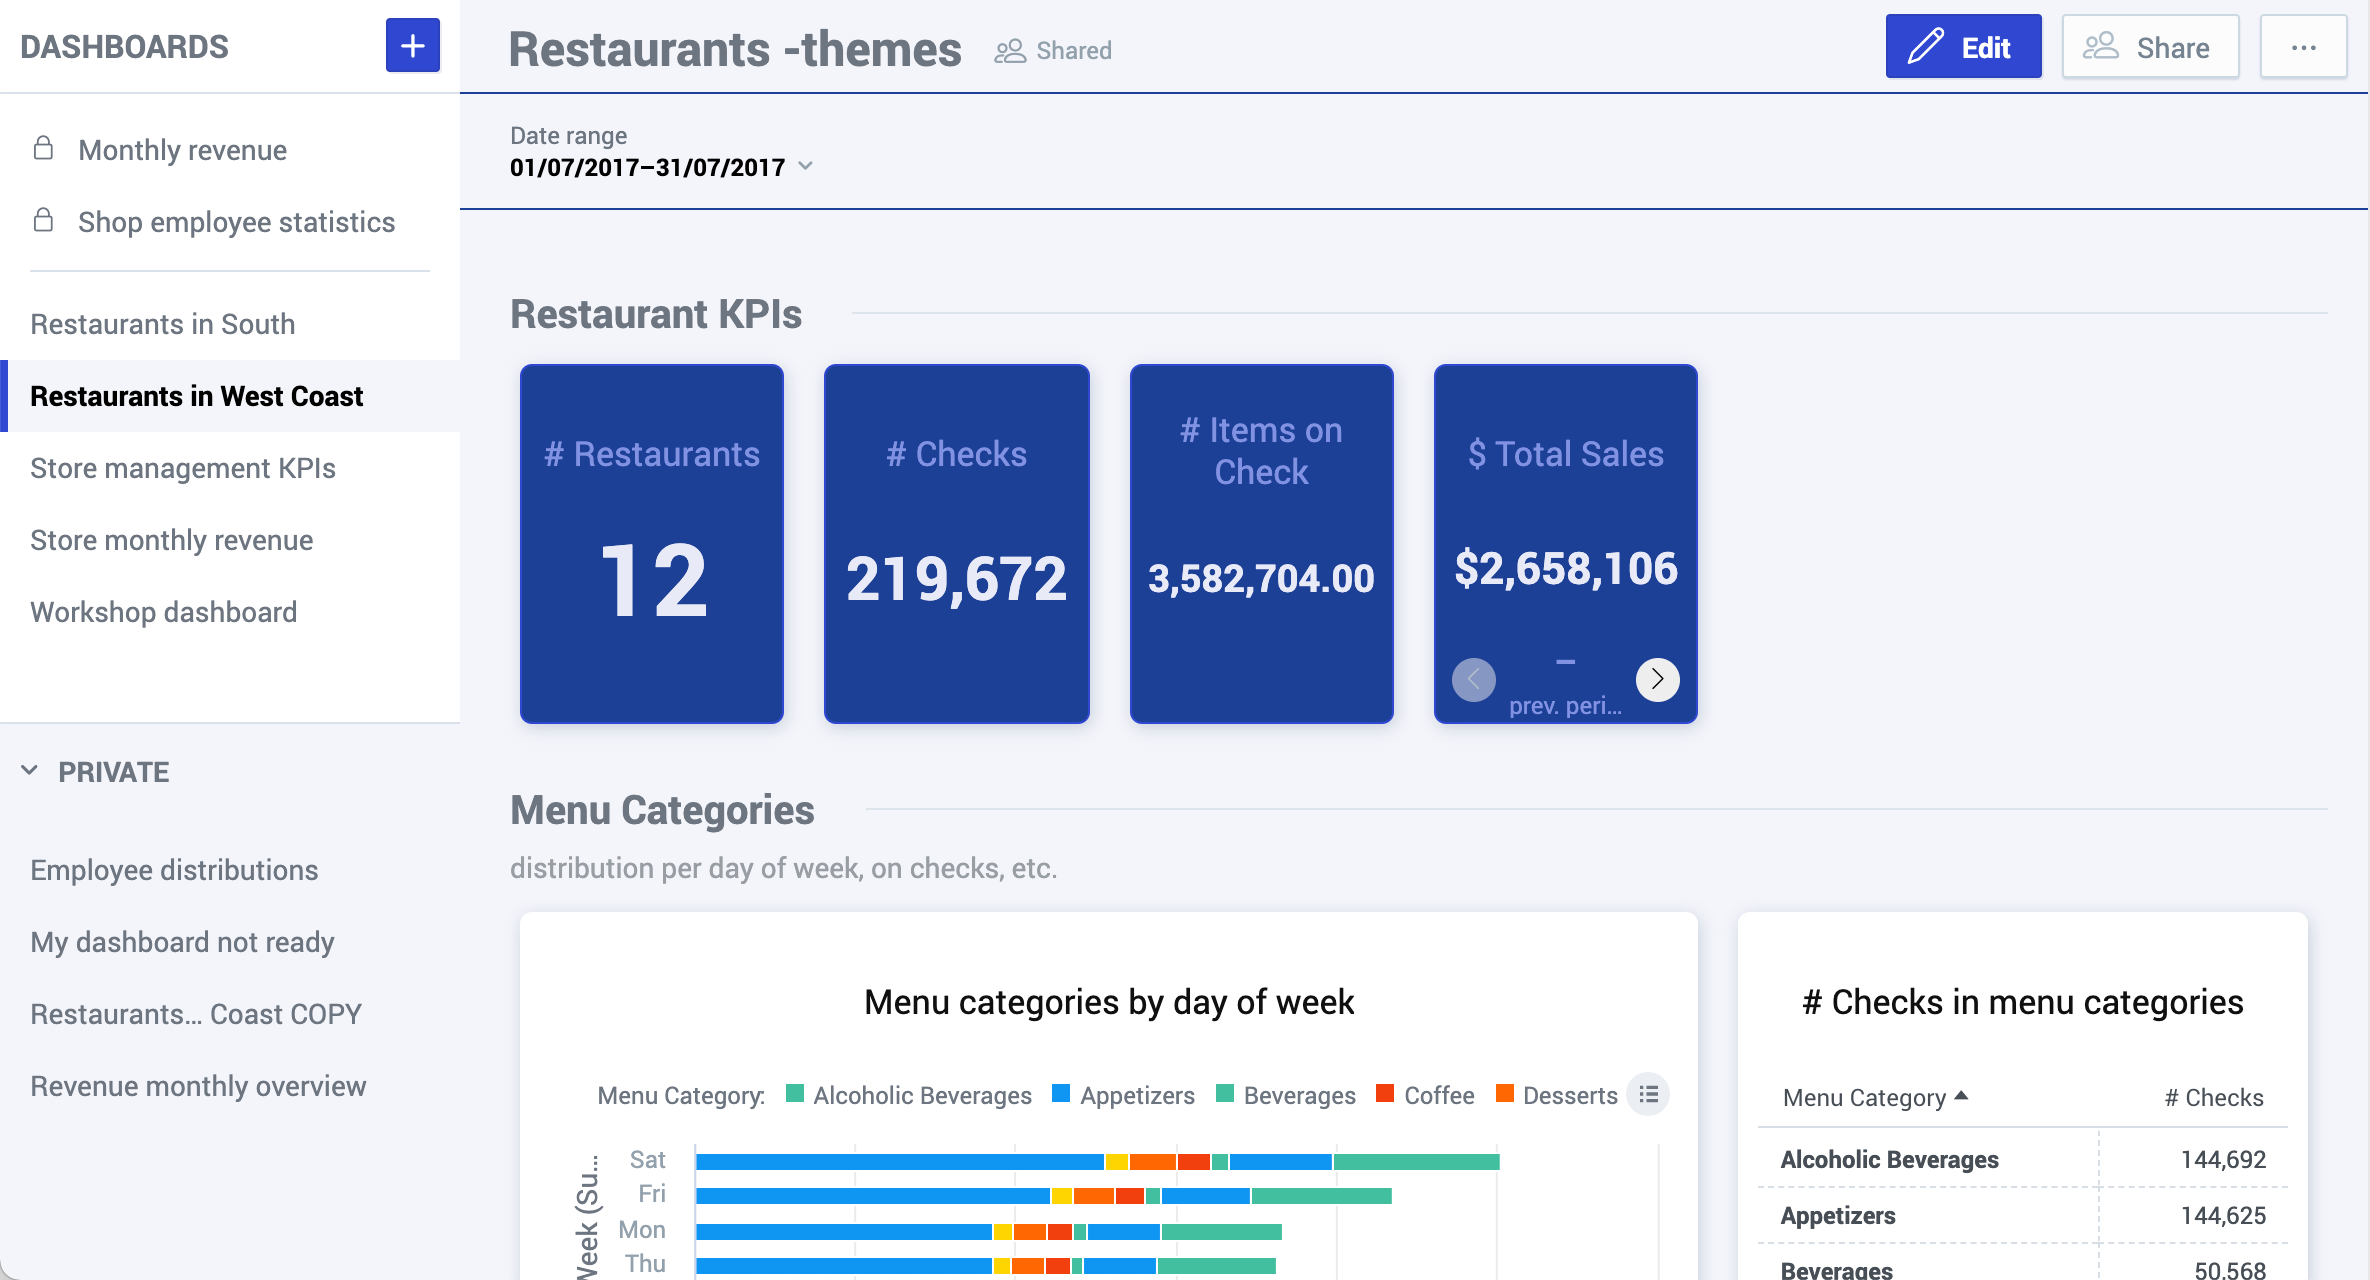 DASHBOARDS
Monthly revenue
Shop employee statistics
Restaurants in South
Restaurants in West Coast
Store management KPIs
Store monthly revenue
Workshop dashboard
PRIVATE
Employee distributions
My dashboard not ready
Restaurants... Coast COPY
Revenue monthly overview
Restaurants -themes
Shared
Edit
Share
Date range
01/07/2017–31/07/2017
Restaurant KPIs
# Restaurants
12
# Checks
219,672
# Items on
Check
3,582,704.00
$ Total Sales
$2,658,106
–
prev. peri...
Menu Categories
distribution per day of week, on checks, etc.
Menu categories by day of week
Menu Category: Alcoholic Beverages Appetizers Beverages Coffee Desserts
Week (Su...
Sat
Fri
Mon
Thu
# Checks in menu categories
Menu Category # Checks
Alcoholic Beverages 144,692
Appetizers 144,625
Beverages 50,568